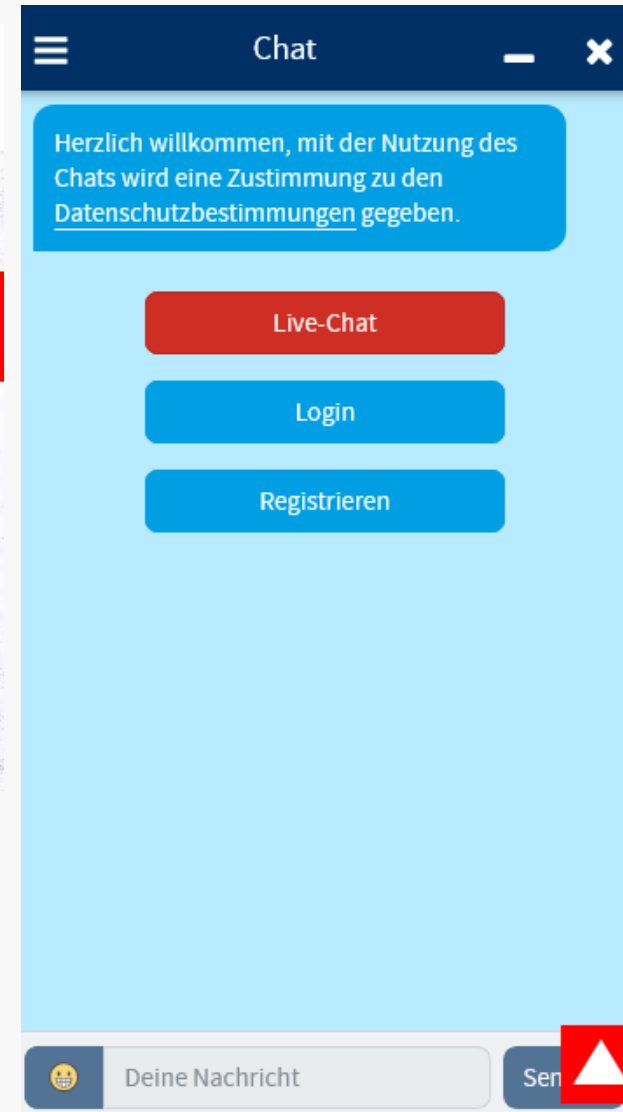 Chat
Herzlich willkommen, mit der Nutzung des
Chats wird eine Zustimmung zu den
Datenschutzbestimmungen gegeben.
Live-Chat
Login
Registrieren
Deine Nachricht
Sen